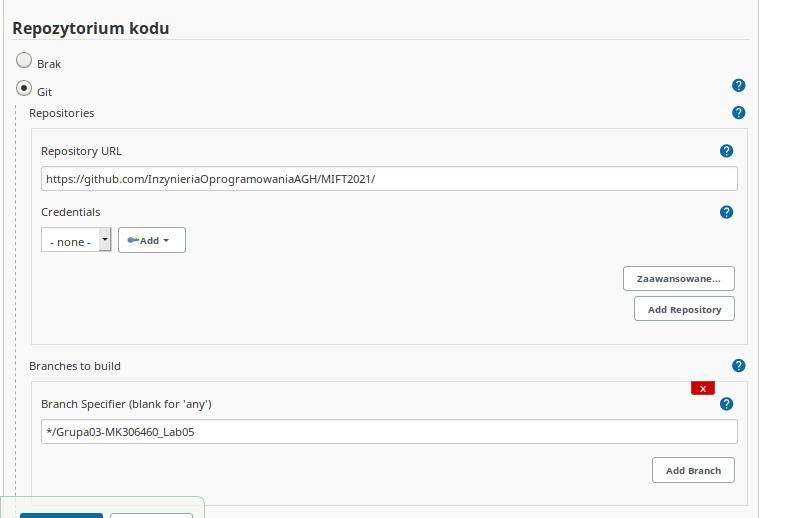 Repozytorium kodu
Brak
Git
?
Repositories
?
Repository URL
?
https://github.com/InzynieriaOprogramowaniaAGH/MIFT2021/
Credentials
?
- none -
Add
Zaawansowane...
Add Repository
Branches to build
?
x
Branch Specifier (blank for 'any')
?
*/Grupa03-MK306460_Lab05
Add Branch